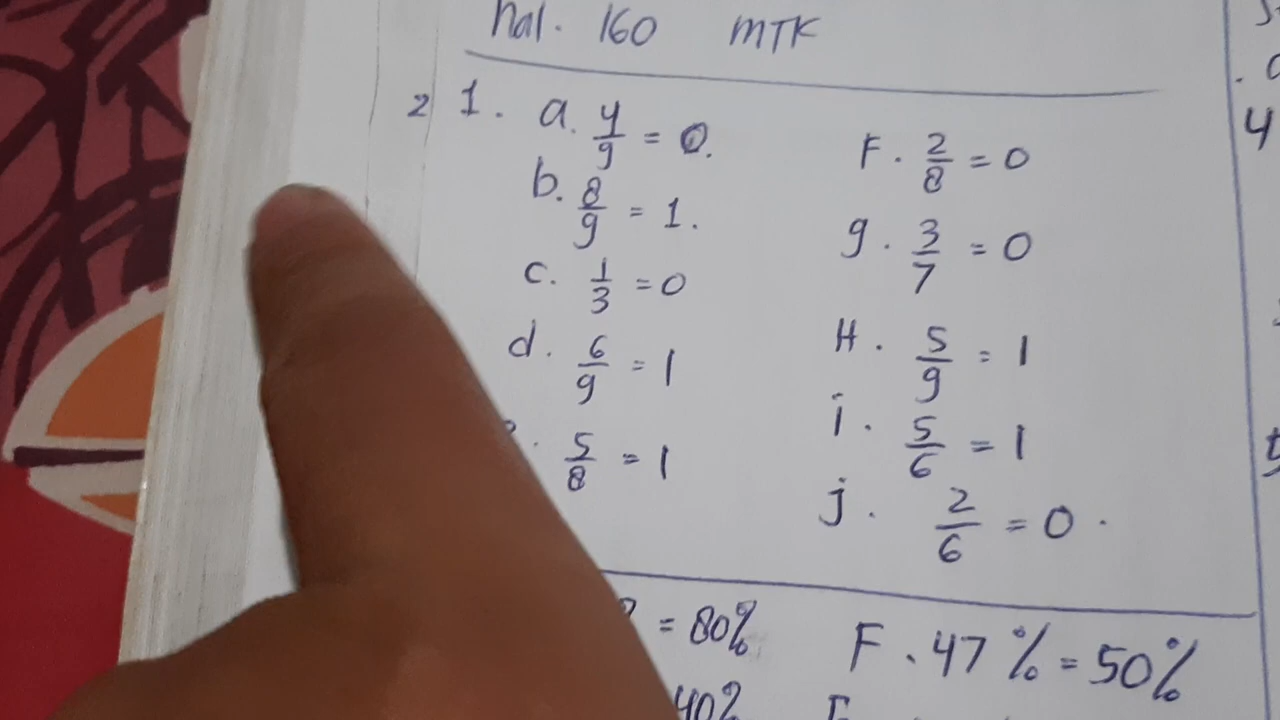 hal. 160 MTK
2 1. a. 4/9 = 0.
b. 8/9 = 1.
c. 1/3 = 0
d. 6/9 = 1
5/8 = 1
F. 2/8 = 0
g. 3/7 = 0
H. 5/9 = 1
i. 5/6 = 1
j. 2/6 = 0.
= 80%
40%
F. 47% = 50%
4